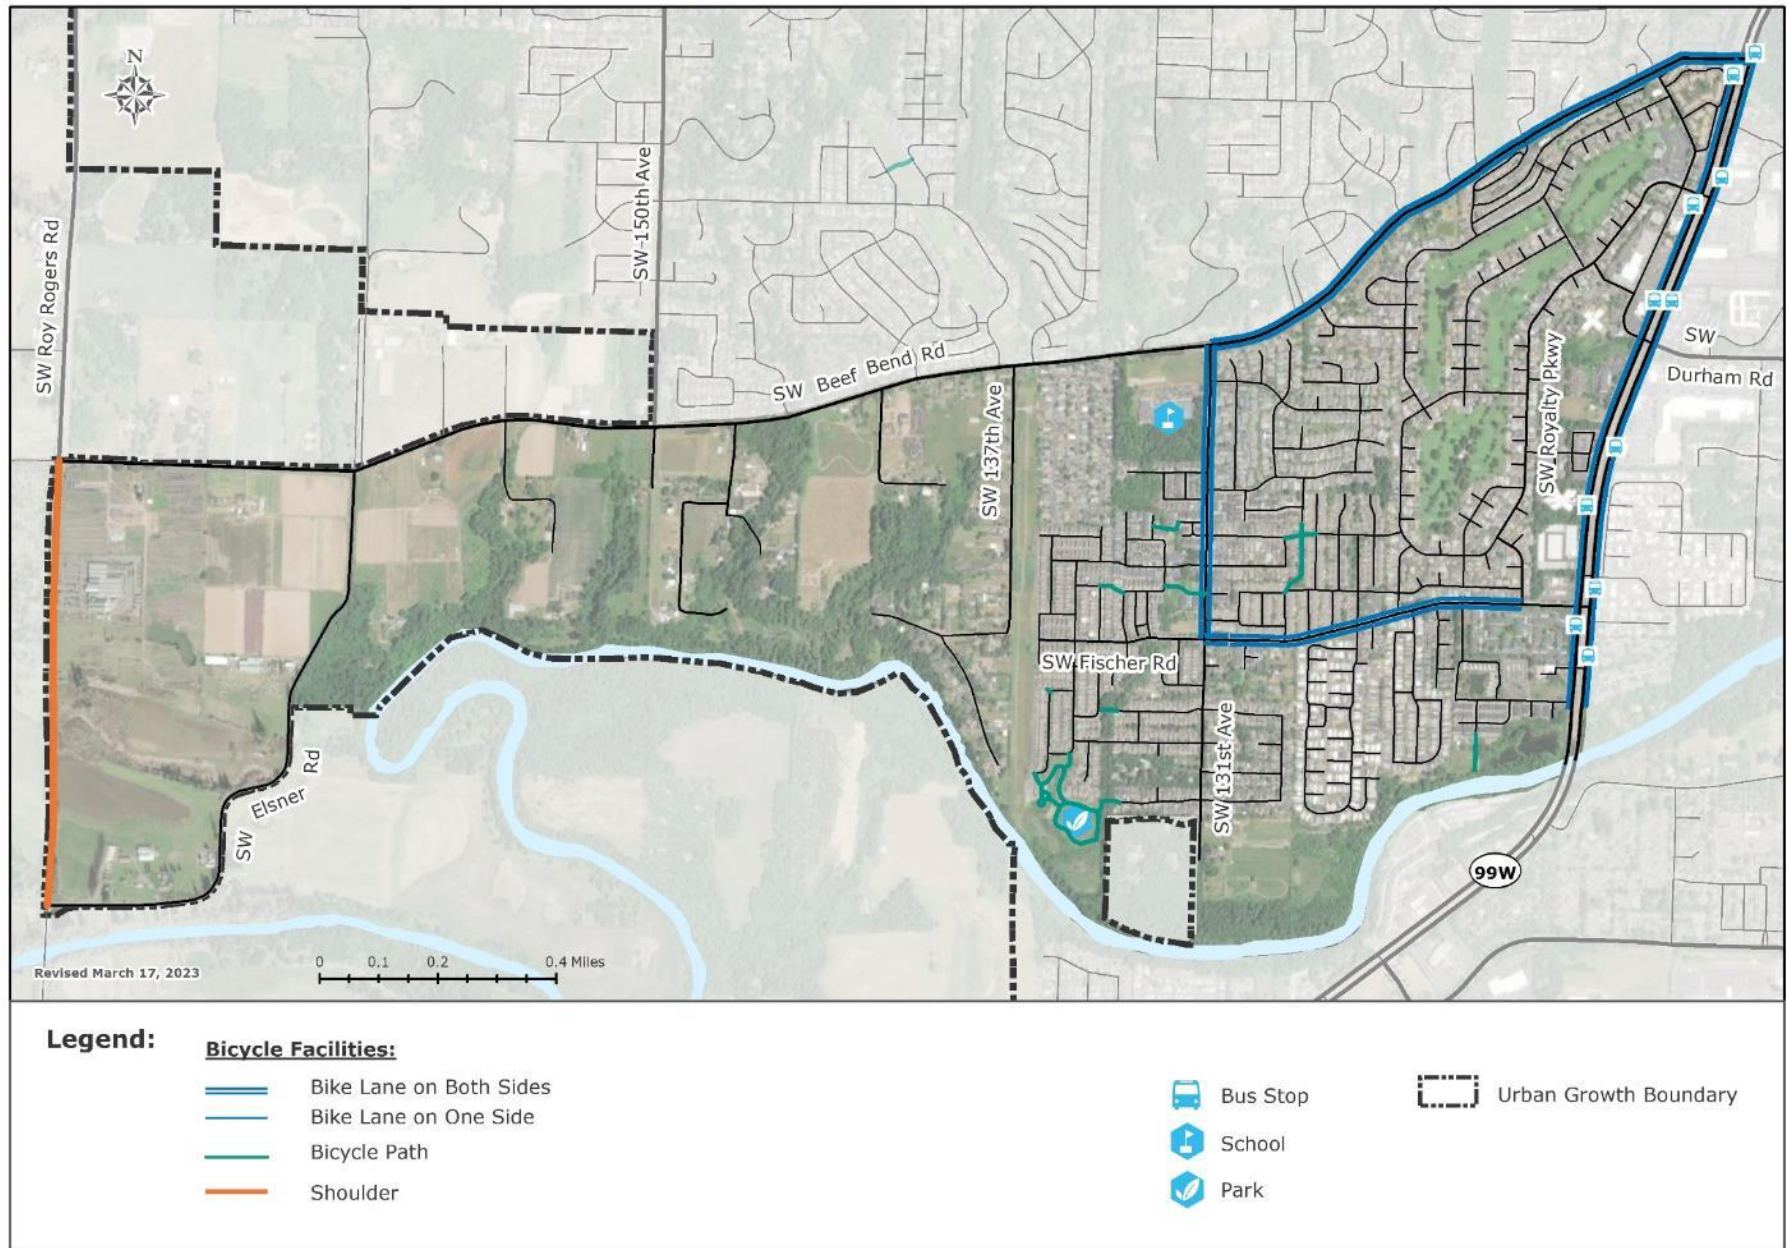 N
SW Roy Rogers Rd
SW 150th Ave
SW Beef Bend Rd
SW 137th Ave
SW Royalty Pkwy
SW
Durham Rd
SW Fischer Rd
SW 131st Ave
SW Elsner Rd
99W
Revised March 17, 2023
0 0.1 0.2 0.4 Miles
Legend:
Bicycle Facilities:
Bike Lane on Both Sides
Bike Lane on One Side
Bicycle Path
Shoulder
Bus Stop
School
Park
Urban Growth Boundary